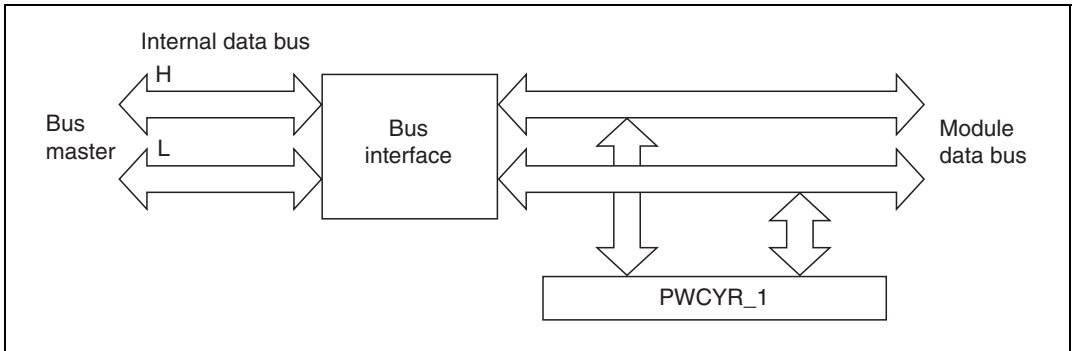 Internal data bus
H
Bus
master
L
Bus
interface
Module
data bus
PWCYR_1